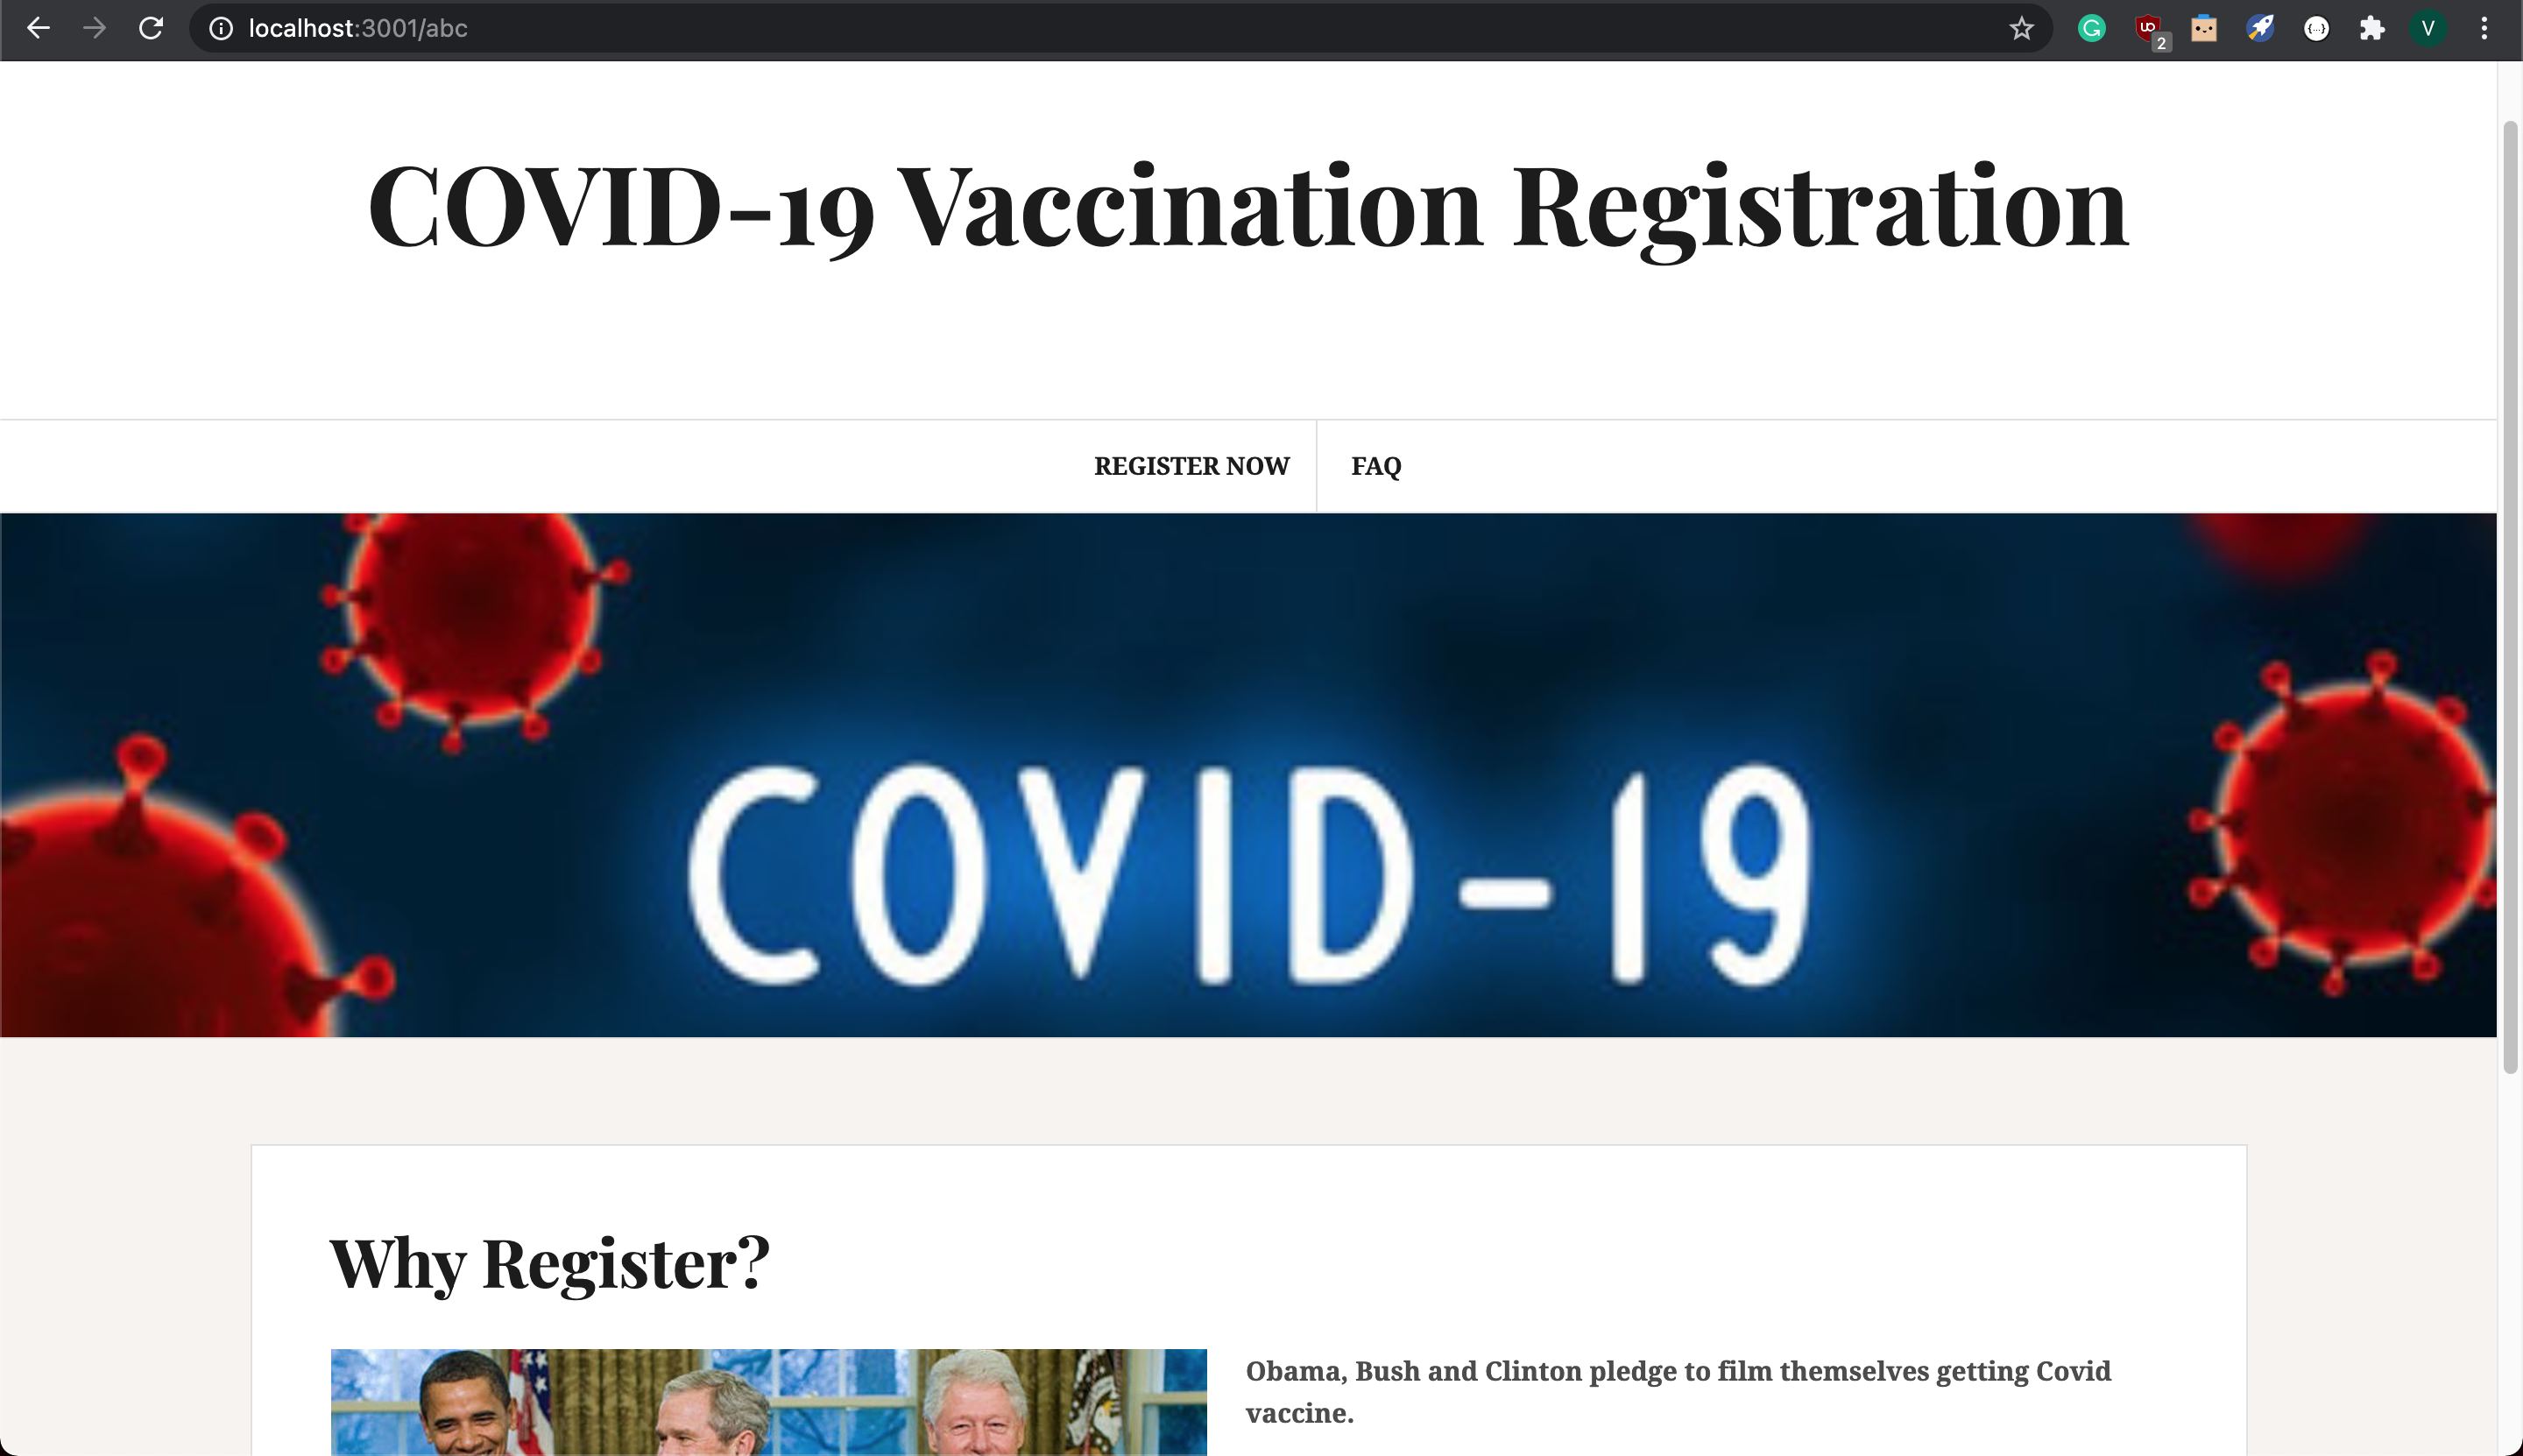 localhost:3001/abc
2
V
COVID-19 Vaccination Registration
REGISTER NOW
FAQ
COVID-19
Why Register?
Obama, Bush and Clinton pledge to film themselves getting Covid
vaccine.